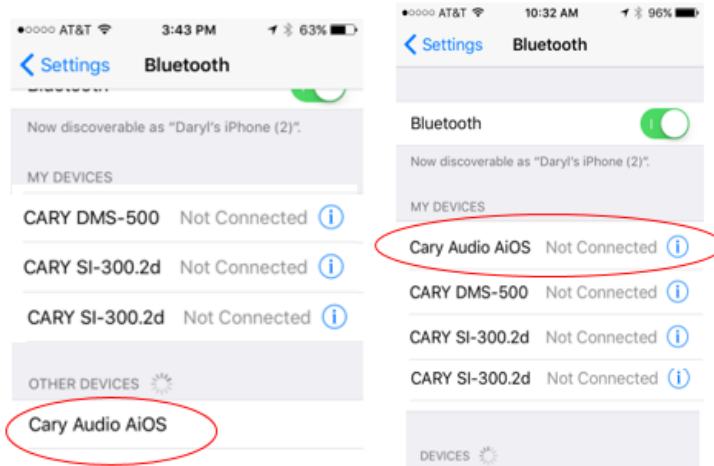 AT&T 3:43 PM 63%
Settings Bluetooth
Bluetooth
Now discoverable as “Daryl's iPhone (2)”.
MY DEVICES
CARY DMS-500 Not Connected i
CARY SI-300.2d Not Connected i
CARY SI-300.2d Not Connected i
OTHER DEVICES
Cary Audio AiOS
AT&T 10:32 AM 96%
Settings Bluetooth
Bluetooth
Now discoverable as “Daryl's iPhone (2)”.
MY DEVICES
Cary Audio AiOS Not Connected i
CARY DMS-500 Not Connected i
CARY SI-300.2d Not Connected i
CARY SI-300.2d Not Connected i
DEVICES